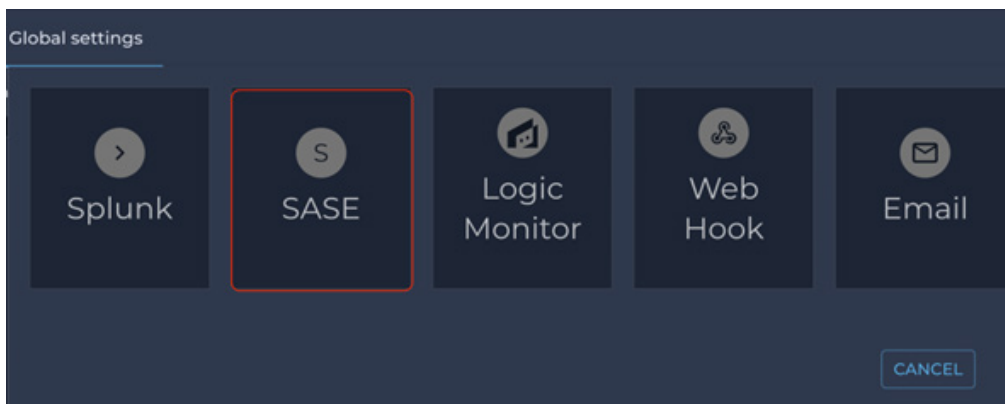 Global settings
Splunk
S
SASE
Logic
Monitor
Web
Hook
Email
CANCEL